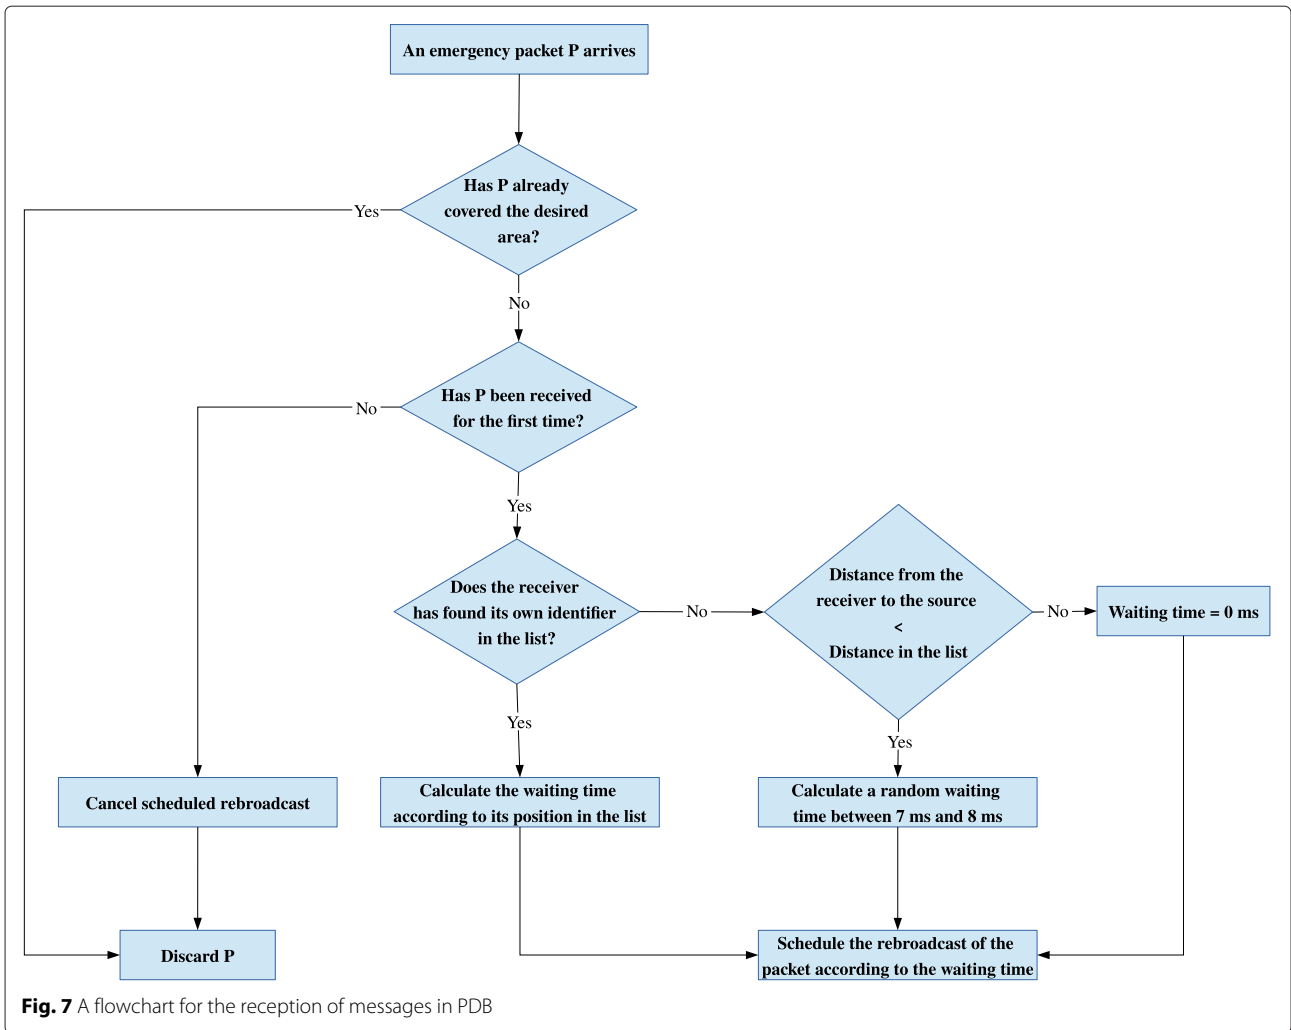 An emergency packet P arrives
Has P already
covered the desired
area?
Yes
No
Has P been received
for the first time?
No
Yes
Does the receiver
has found its own identifier
in the list?
No
Distance from the
receiver to the source
<
Distance in the list
No
Waiting time = 0 ms
Yes
Yes
Cancel scheduled rebroadcast
Calculate the waiting time
according to its position in the list
Calculate a random waiting
time between 7 ms and 8 ms
Discard P
Schedule the rebroadcast of the
packet according to the waiting time
Fig. 7 A flowchart for the reception of messages in PDB